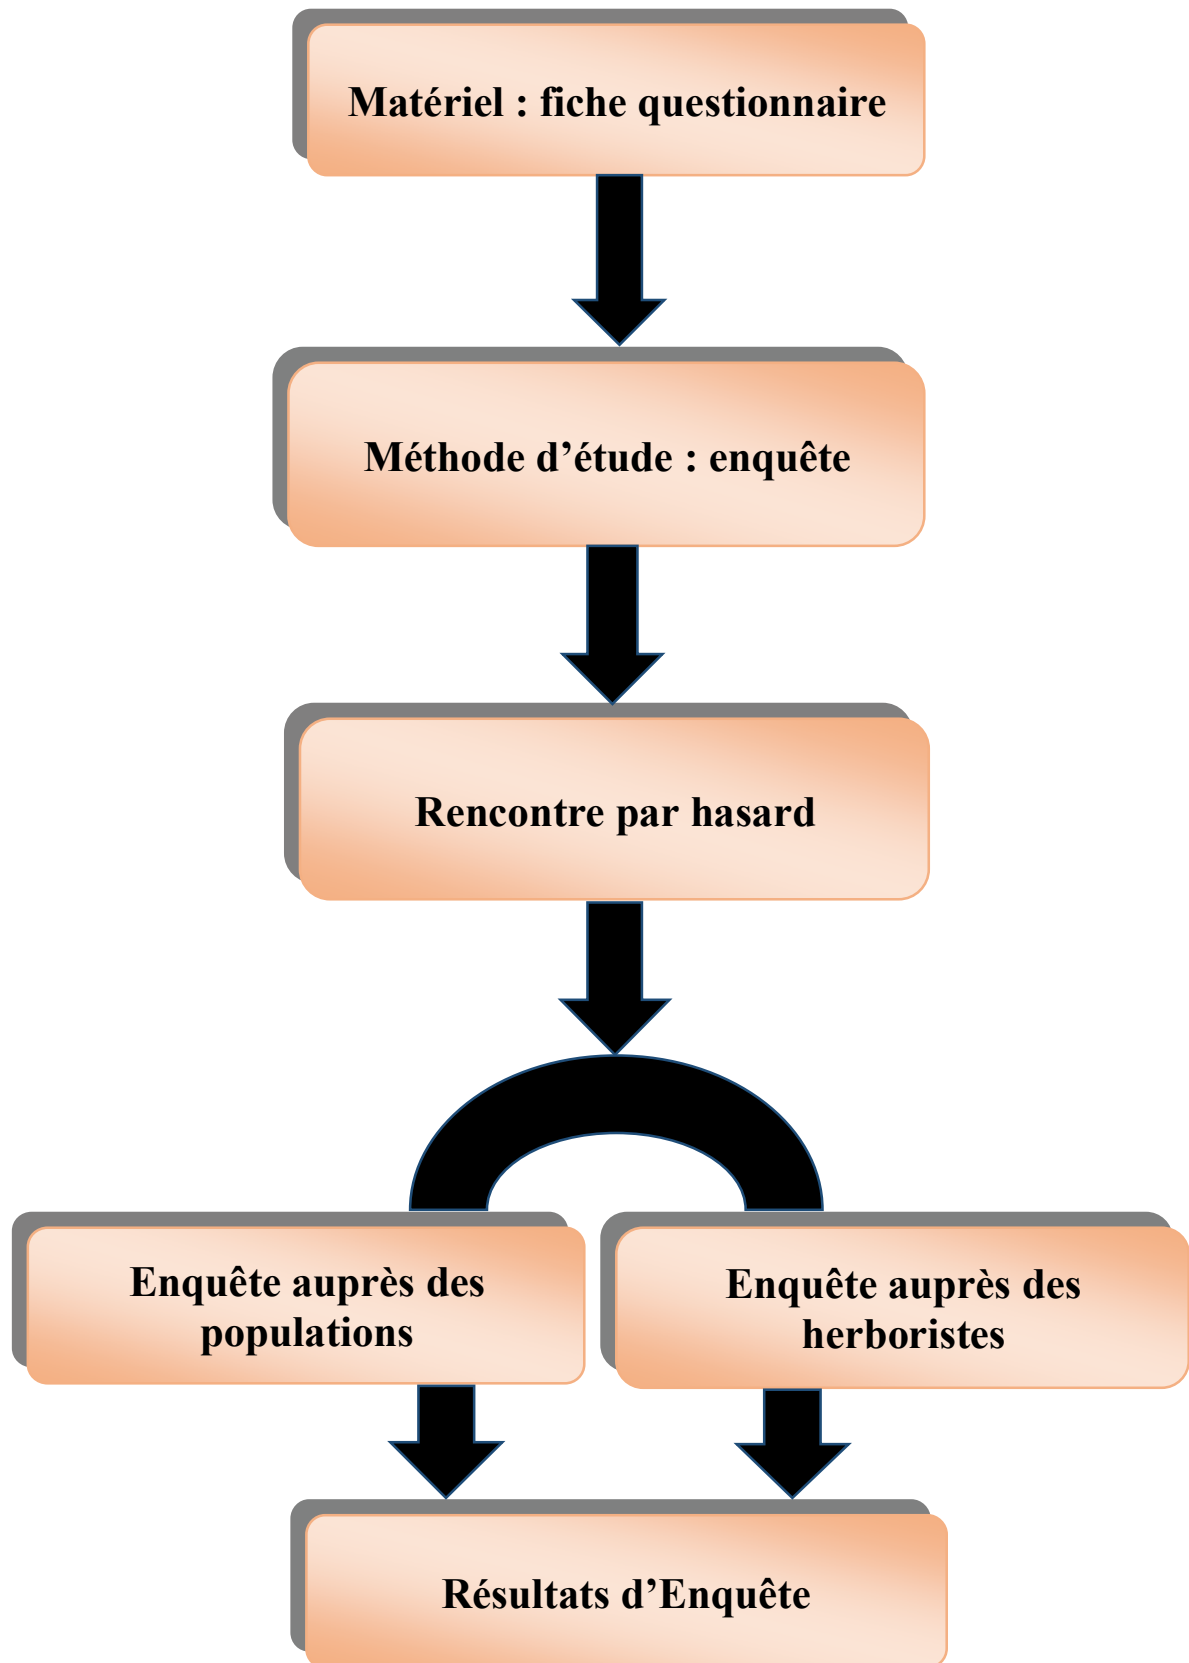 Matériel : fiche questionnaire
Méthode d’étude : enquête
Rencontre par hasard
Enquête auprès des
populations
Enquête auprès des
herboristes
Résultats d’Enquête